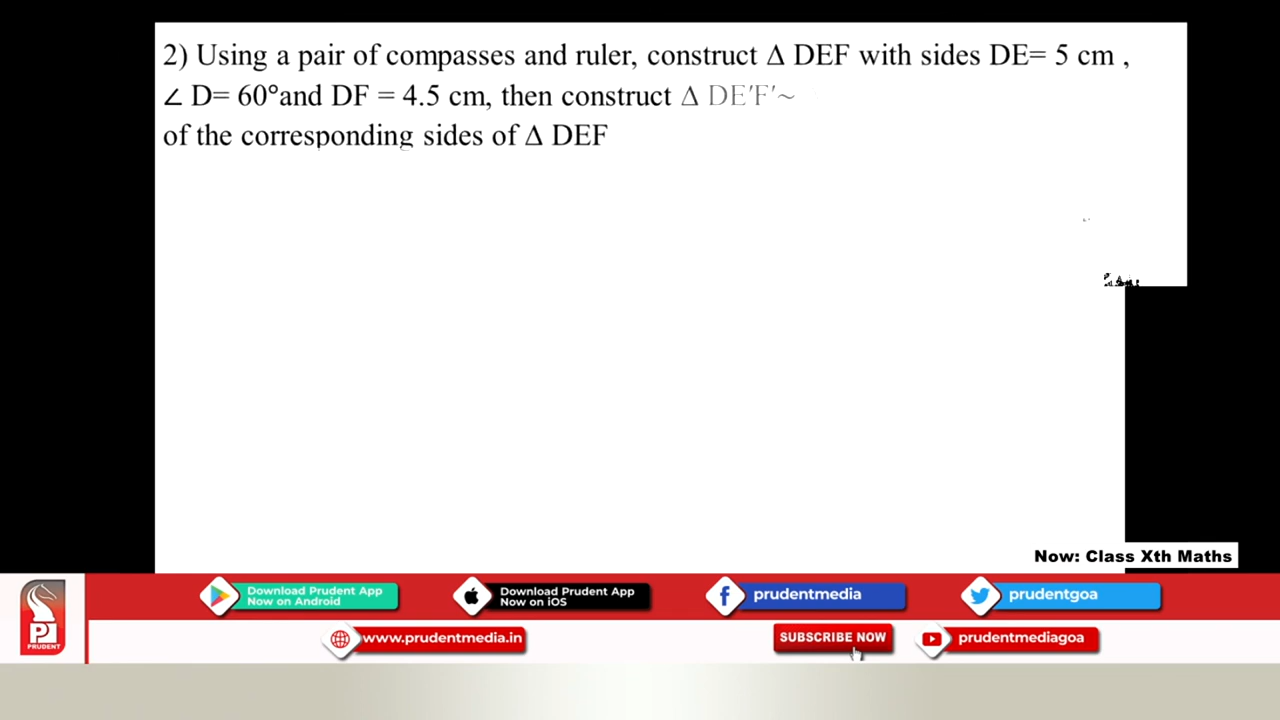 2) Using a pair of compasses and ruler, construct Δ DEF with sides DE= 5 cm ,
∠ D= 60°and DF = 4.5 cm, then construct Δ DE'F'~
of the corresponding sides of Δ DEF
Now: Class Xth Maths
Download Prudent App
Now on Android
Download Prudent App
Now on iOS
prudentmedia
prudentgoa
PRUDENT
www.prudentmedia.in
SUBSCRIBE NOW
prudentmediagoa